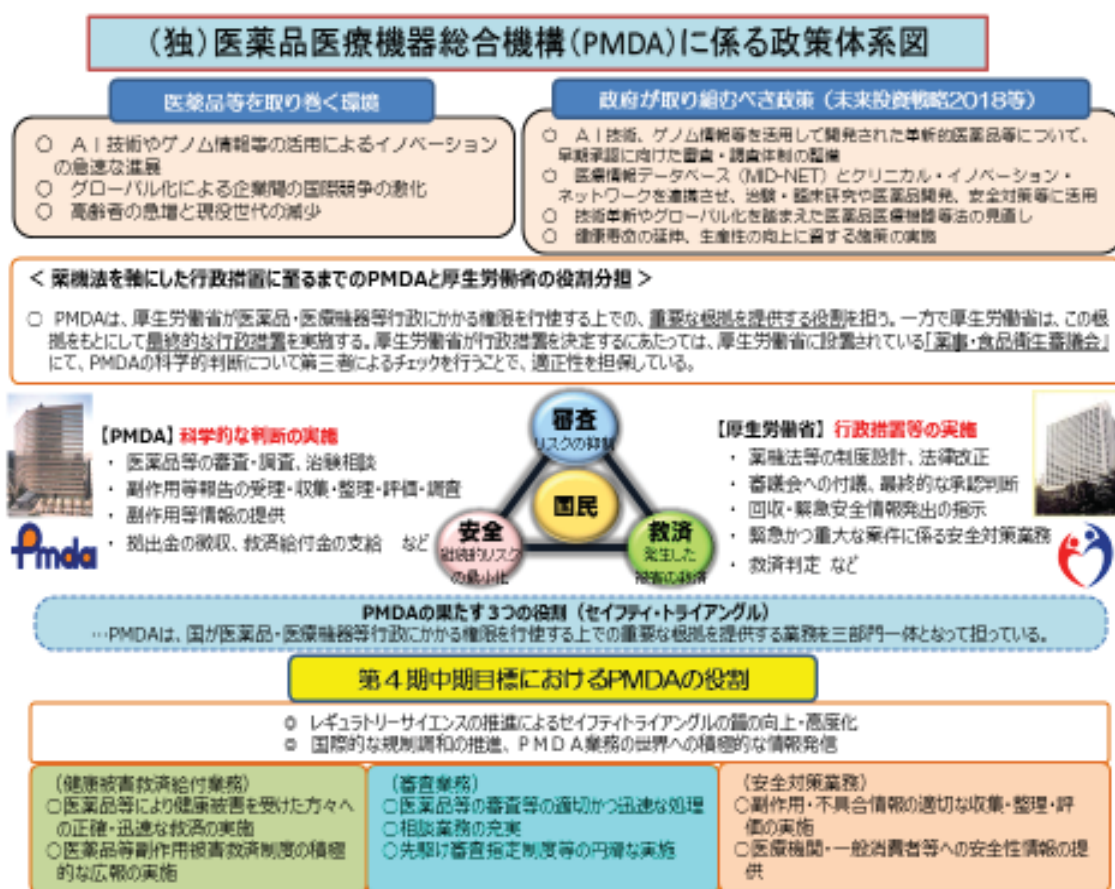 （独）医薬品医療機器総合機構（PMDA）に係る政策体系図
医薬品等を取り巻く環境
○ ＡＩ技術やゲノム情報等の活用によるイノベーション
の急速な進展
○ グローバル化による企業間の国際競争の激化
○ 高齢者の急増と現役世代の減少
政府が取り組むべき政策（未来投資戦略2018等）
○ ＡＩ技術、ゲノム情報等を活用して開発された革新的医薬品等について、
早期承認に向けた審査・調査体制の整備
○ 医療情報データベース（MID-NET）とクリニカル・イノベーション・
ネットワークを連携させ、治験・臨床研究や医薬品開発、安全対策等に活用
○ 技術革新やグローバル化を踏まえた医薬品医療機器等法の見直し
○ 健康寿命の延伸、生産性の向上に資する施策の実施
＜ 薬機法を軸にした行政措置に至るまでのPMDAと厚生労働省の役割分担 ＞
○ PMDAは、厚生労働省が医薬品・医療機器等行政にかかる権限を行使する上での、重要な根拠を提供する役割を担う。一方で厚生労働省は、この根
拠をもとにして最終的な行政措置を実施する。厚生労働省が行政措置を決定するにあたっては、厚生労働省に設置されている「薬事・食品衛生審議会」
にて、PMDAの科学的判断について第三者によるチェックを行うことで、適正性を担保している。
【PMDA】科学的な判断の実施
・ 医薬品等の審査・調査、治験相談
・ 副作用等報告の受理・収集・整理・評価・調査
・ 副作用等情報の提供
・ 拠出金の徴収、救済給付金の支給 など
Pmda
審査
リスクの抑制
国民
安全
継続的リスク
の最小化
救済
発生した
被害の救済
【厚生労働省】行政措置等の実施
・ 薬機法等の制度設計、法律改正
・ 審議会への付議、最終的な承認判断
・ 回収・緊急安全情報発出の指示
・ 緊急かつ重大な案件に係る安全対策業務
・ 救済判定 など
PMDAの果たす３つの役割（セイフティ・トライアングル）
…PMDAは、国が医薬品・医療機器等行政にかかる権限を行使する上での重要な根拠を提供する業務を三部門一体となって担っている。
第４期中期目標におけるPMDAの役割
◎ レギュラトリーサイエンスの推進によるセイフティトライアングルの質の向上・高度化
◎ 国際的な規制調和の推進、ＰＭＤＡ業務の世界への積極的な情報発信
（健康被害救済給付業務）
○医薬品等により健康被害を受けた方々へ
の正確・迅速な救済の実施
○医薬品等副作用被害救済制度の積極
的な広報の実施
（審査業務）
○医薬品等の審査等の適切かつ迅速な処理
○相談業務の充実
○先駆け審査指定制度等の円滑な実施
（安全対策業務）
○副作用・不具合情報の適切な収集・整理・評
価の実施
○医療機関・一般消費者等への安全性情報の提
供